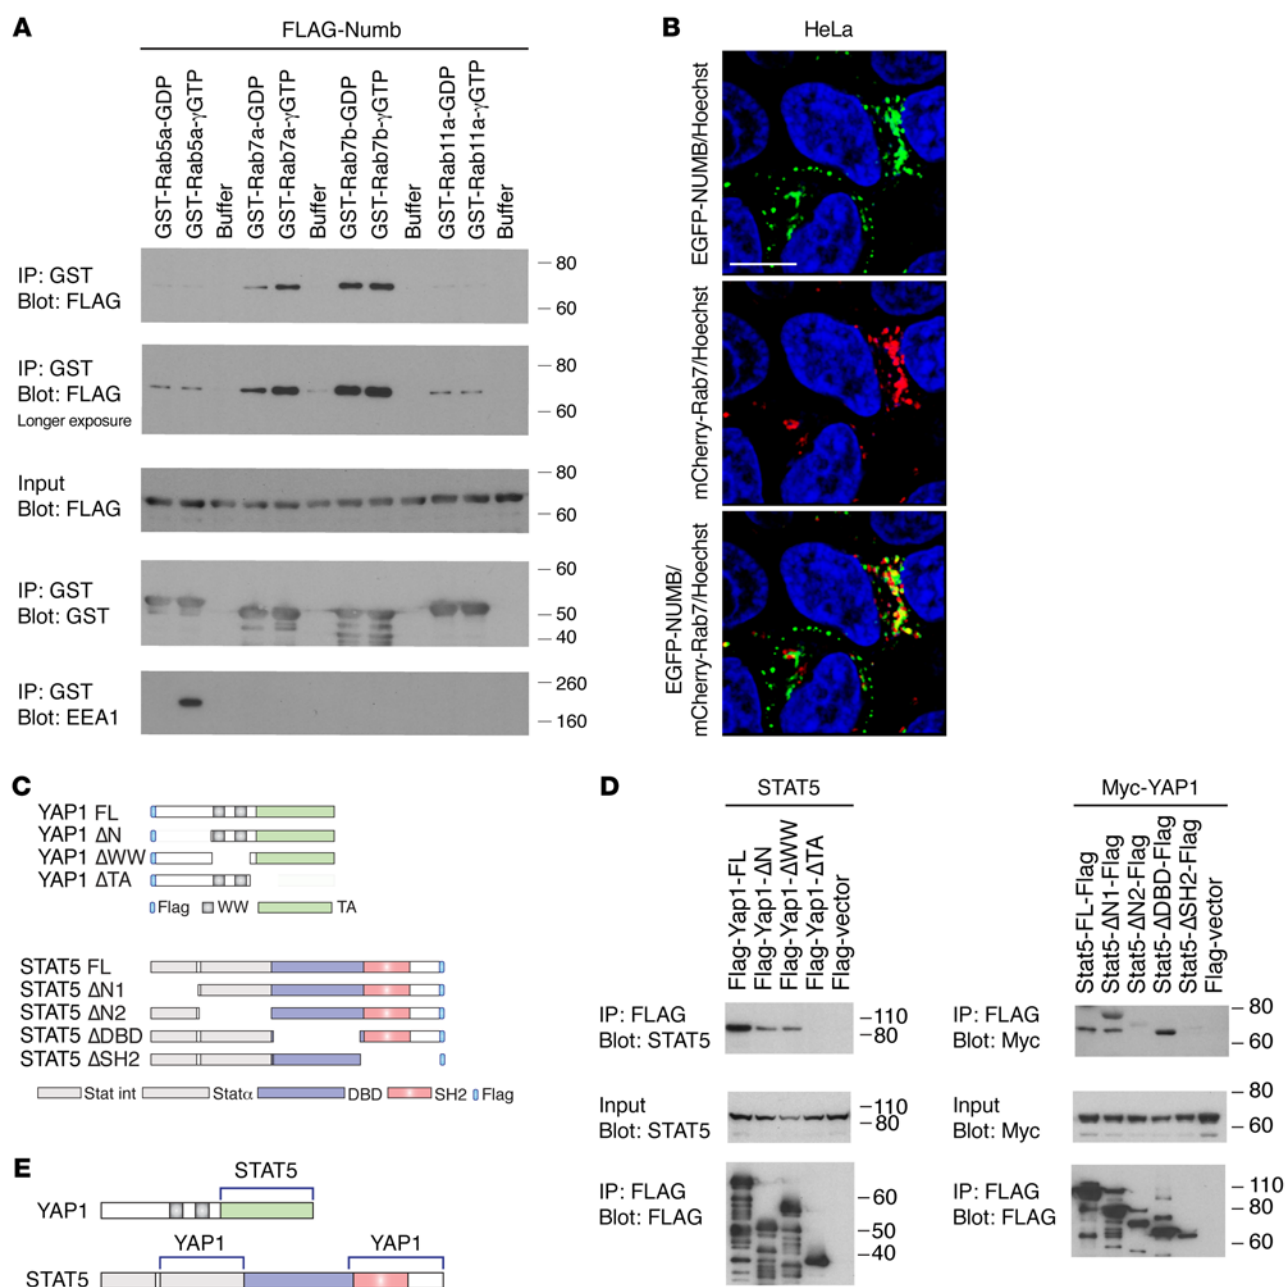 A
FLAG-Numb
GST-Rab5a-GDP
GST-Rab5a-γGTP
Buffer
GST-Rab7a-GDP
GST-Rab7a-γGTP
Buffer
GST-Rab7b-GDP
GST-Rab7b-γGTP
Buffer
GST-Rab11a-GDP
GST-Rab11a-γGTP
Buffer
IP: GST
Blot: FLAG
80
60
IP: GST
Blot: FLAG
Longer exposure
80
60
Input
Blot: FLAG
80
60
IP: GST
Blot: GST
60
50
40
IP: GST
Blot: EEA1
260
160
B
HeLa
EGFP-NUMB/Hoechst
mCherry-Rab7/Hoechst
EGFP-NUMB/
mCherry-Rab7/Hoechst
C
YAP1 FL
YAP1 ΔN
YAP1 ΔWW
YAP1 ΔTA
Flag WW TA
STAT5 FL
STAT5 ΔN1
STAT5 ΔN2
STAT5 ΔDBD
STAT5 ΔSH2
Stat int Statα DBD SH2 Flag
D
STAT5
Flag-Yap1-FL
Flag-Yap1-ΔN
Flag-Yap1-ΔWW
Flag-Yap1-ΔTA
Flag-vector
IP: FLAG
Blot: STAT5
110
80
Input
Blot: STAT5
110
80
IP: FLAG
Blot: FLAG
60
50
40
Myc-YAP1
Stat5-FL-Flag
Stat5-ΔN1-Flag
Stat5-ΔN2-Flag
Stat5-ΔDBD-Flag
Stat5-ΔSH2-Flag
Flag-vector
IP: FLAG
Blot: Myc
80
60
Input
Blot: Myc
80
60
IP: FLAG
Blot: FLAG
110
80
60
E
STAT5
YAP1
YAP1 YAP1
STAT5